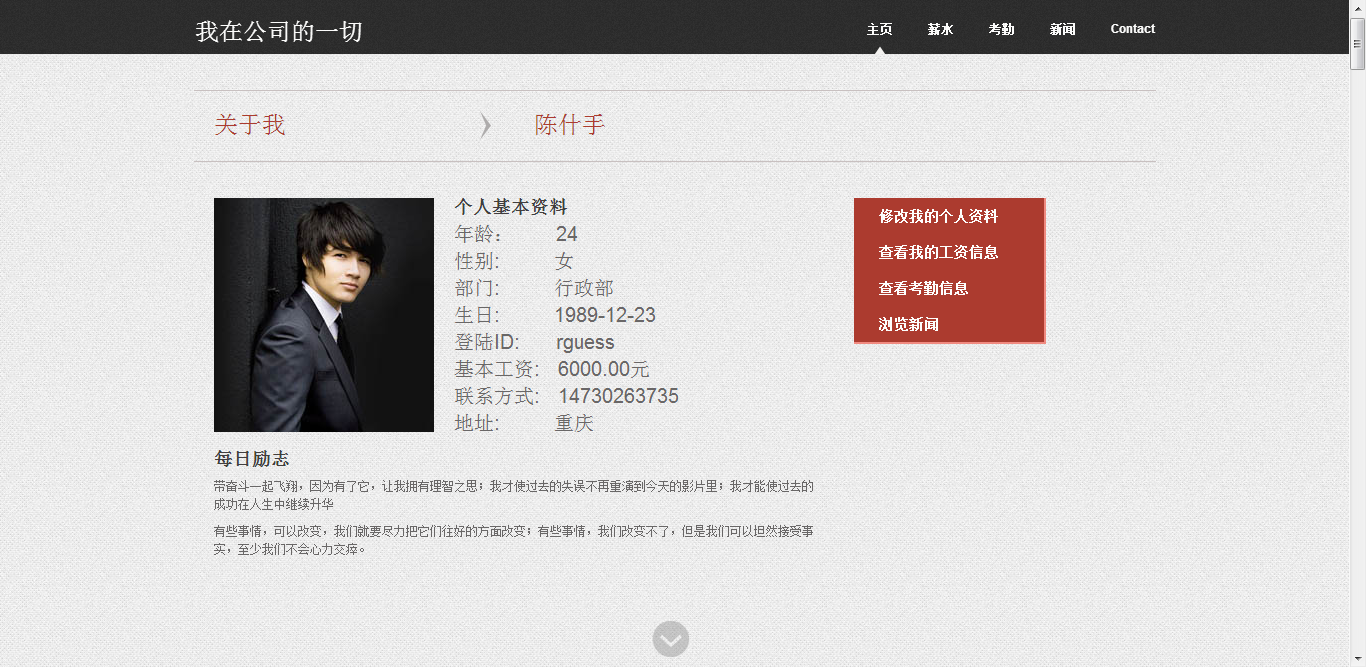 我在公司的一切
主页 薪水 考勤 新闻 Contact
关于我
陈什手
个人基本资料
年龄: 24
性别: 女
部门: 行政部
生日: 1989-12-23
登陆ID: rguess
基本工资: 6000.00元
联系方式: 14730263735
地址: 重庆
修改我的个人资料
查看我的工资信息
查看考勤信息
浏览新闻
每日励志
带奋斗一起飞翔，因为有了它，让我拥有理智之思；我才使过去的失误不再重演到今天的影片里；我才能使过去的
成功在人生中继续升华
有些事情，可以改变，我们就要尽力把它们往好的方面改变；有些事情，我们改变不了，但是我们可以坦然接受事
实，至少我们不会心力交瘁。